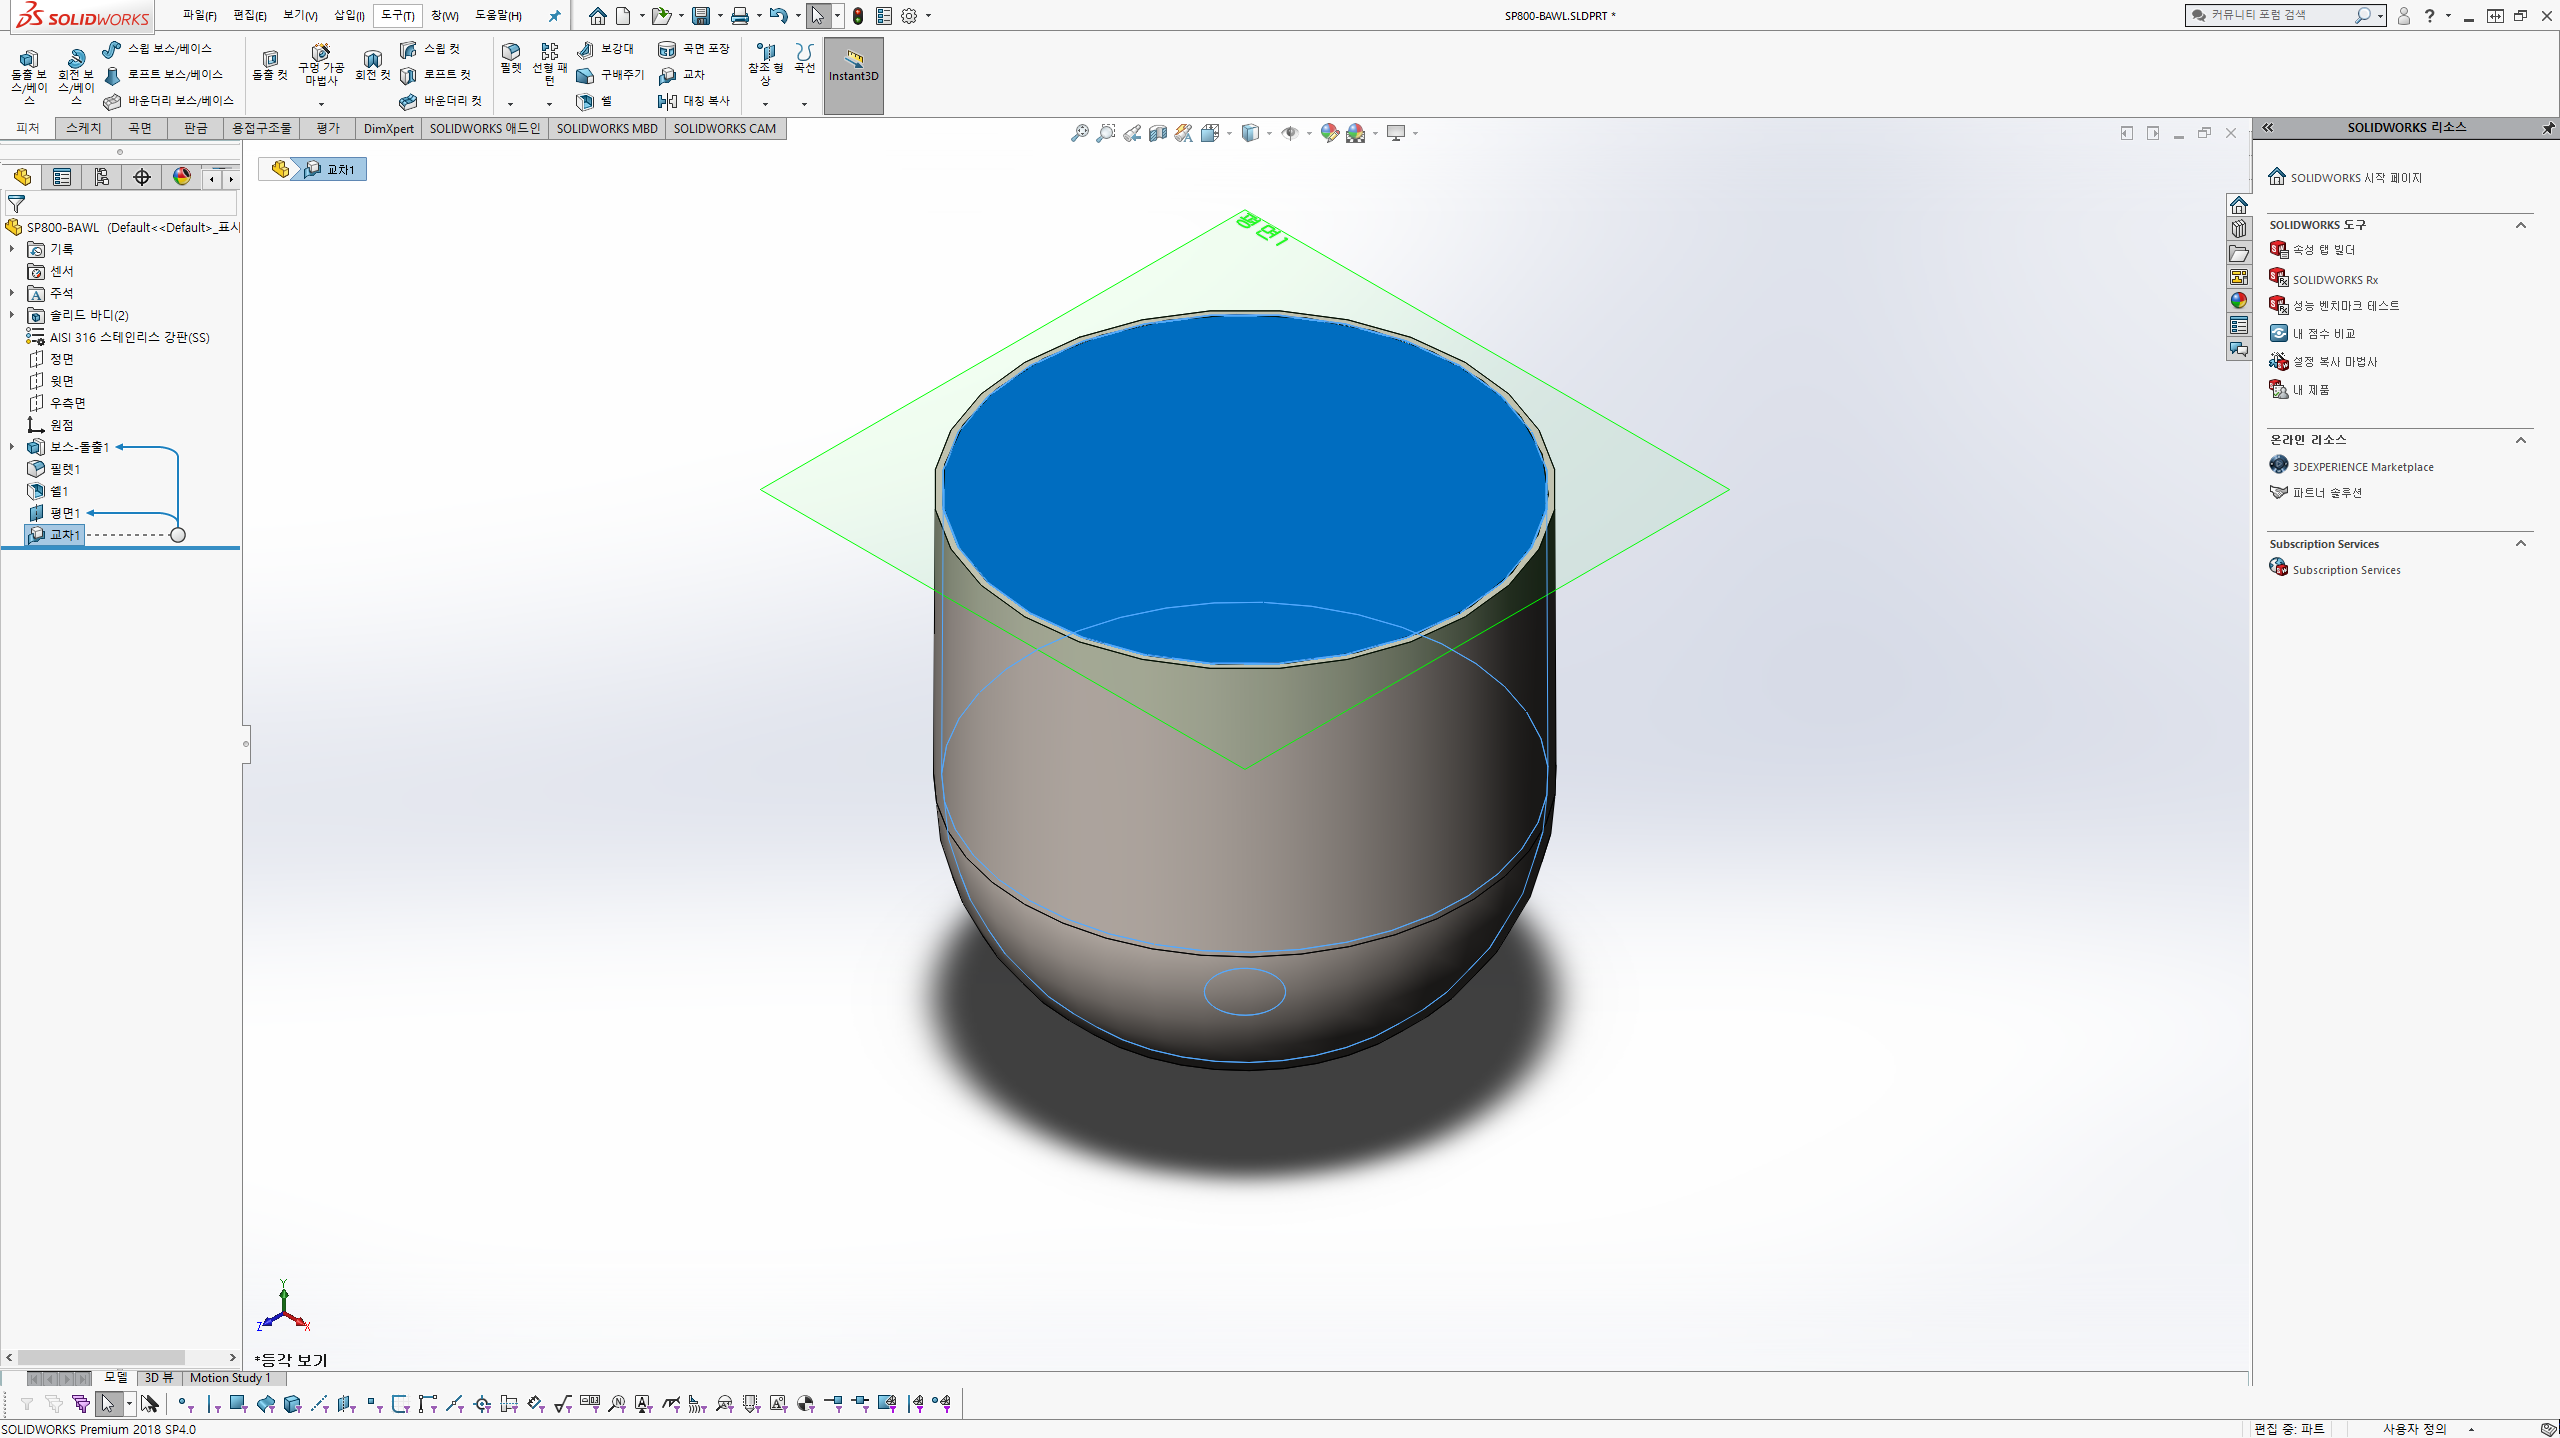 SOLIDWORKS
파일(F) 편집(E) 보기(V) 삽입(I) 도구(T) 창(W) 도움말(H)
SP800-BAWL.SLDPRT *
커뮤니티 포럼 검색
돌출 보스/베이스
회전 보스/베이스
스윕 보스/베이스
로프트 보스/베이스
바운더리 보스/베이스
돌출 컷
구멍 가공 마법사
회전 컷
스윕 컷
로프트 컷
바운더리 컷
필렛
선형 패턴
보강대
구배주기
쉘
곡면 포장
교차
대칭 복사
참조 형상
곡선
Instant3D
피처 스케치 곡면 판금 용접구조물 평가 DimXpert SOLIDWORKS 애드인 SOLIDWORKS MBD SOLIDWORKS CAM
교차1
SP800-BAWL (Default<<Default>_표시
기록
센서
주석
솔리드 바디(2)
AISI 316 스테인리스 강판(SS)
정면
윗면
우측면
원점
보스-돌출1
필렛1
쉘1
평면1
교차1
평면1
Y
Z
X
*등각 보기
SOLIDWORKS 리소스
SOLIDWORKS 시작 페이지
SOLIDWORKS 도구
속성 탭 빌더
SOLIDWORKS Rx
성능 벤치마크 테스트
내 점수 비교
설정 복사 마법사
내 제품
온라인 리소스
3DEXPERIENCE Marketplace
파트너 솔루션
Subscription Services
Subscription Services
모델 3D 뷰 Motion Study 1
SOLIDWORKS Premium 2018 SP4.0
편집 중: 파트
사용자 정의